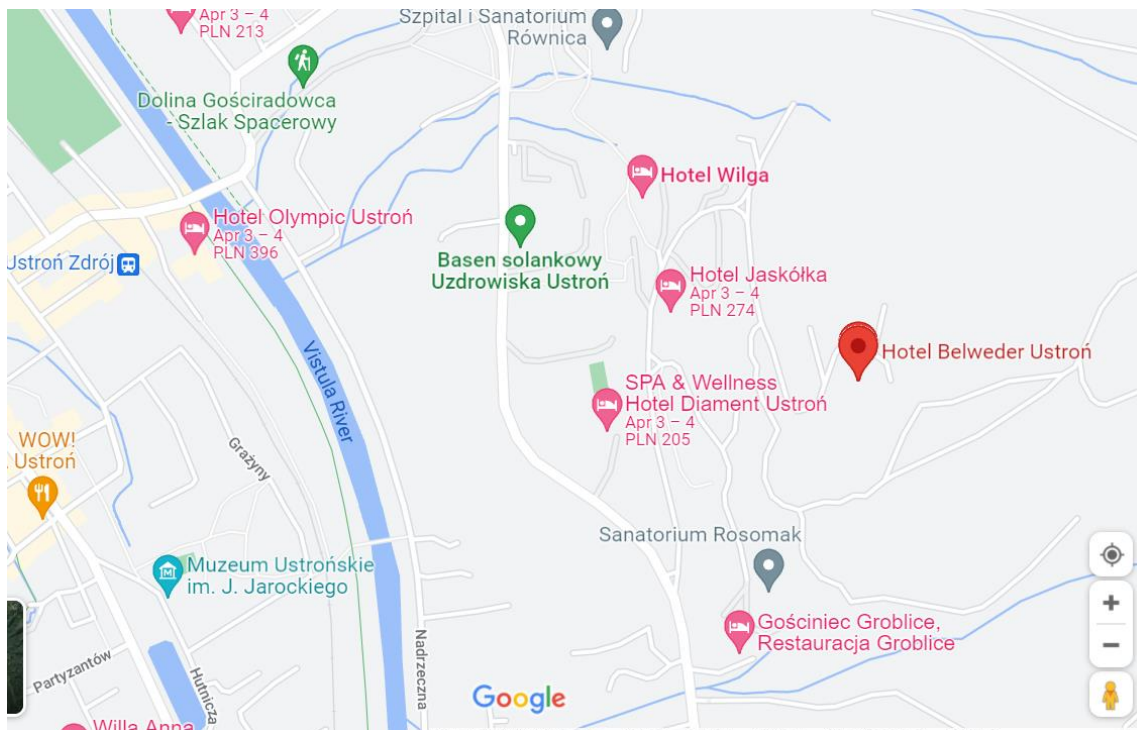 Apr 3 – 4
PLN 213
Szpital i Sanatorium
Równica
Dolina Gościradowca
- Szlak Spacerowy
Hotel Wilga
Hotel Olympic Ustroń
Apr 3 – 4
PLN 396
Ustroń Zdrój
Basen solankowy
Uzdrowiska Ustroń
Hotel Jaskółka
Apr 3 – 4
PLN 274
Hotel Belweder Ustroń
Vistula River
SPA & Wellness
Hotel Diament Ustroń
Apr 3 – 4
PLN 205
WOW!
Ustroń
Grażyny
Sanatorium Rosomak
Muzeum Ustrońskie
im. J. Jarockiego
Gościniec Groblice,
Restauracja Groblice
Nadrzeczna
Partyzantów
Hutnicza
Google
Willa Anna